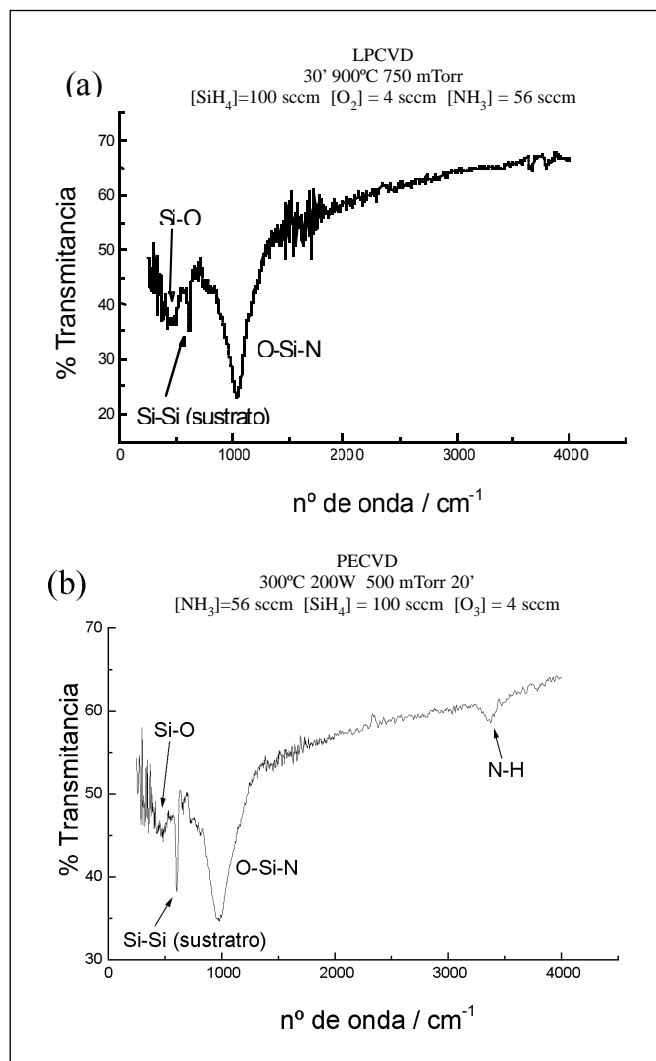 (a)
LPCVD
30' 900ºC 750 mTorr
[SiH4]=100 sccm [O2] = 4 sccm [NH3] = 56 sccm
% Transmitancia
70
60
50
40
30
20
Si-O
O-Si-N
Si-Si (sustrato)
0 1000 2000 3000 4000
nº de onda / cm-1
(b)
PECVD
300ºC 200W 500 mTorr 20'
[NH3]=56 sccm [SiH4] = 100 sccm [O3] = 4 sccm
% Transmitancia
70
60
50
40
30
Si-O
N-H
O-Si-N
Si-Si (sustratro)
0 1000 2000 3000 4000
nº de onda / cm-1